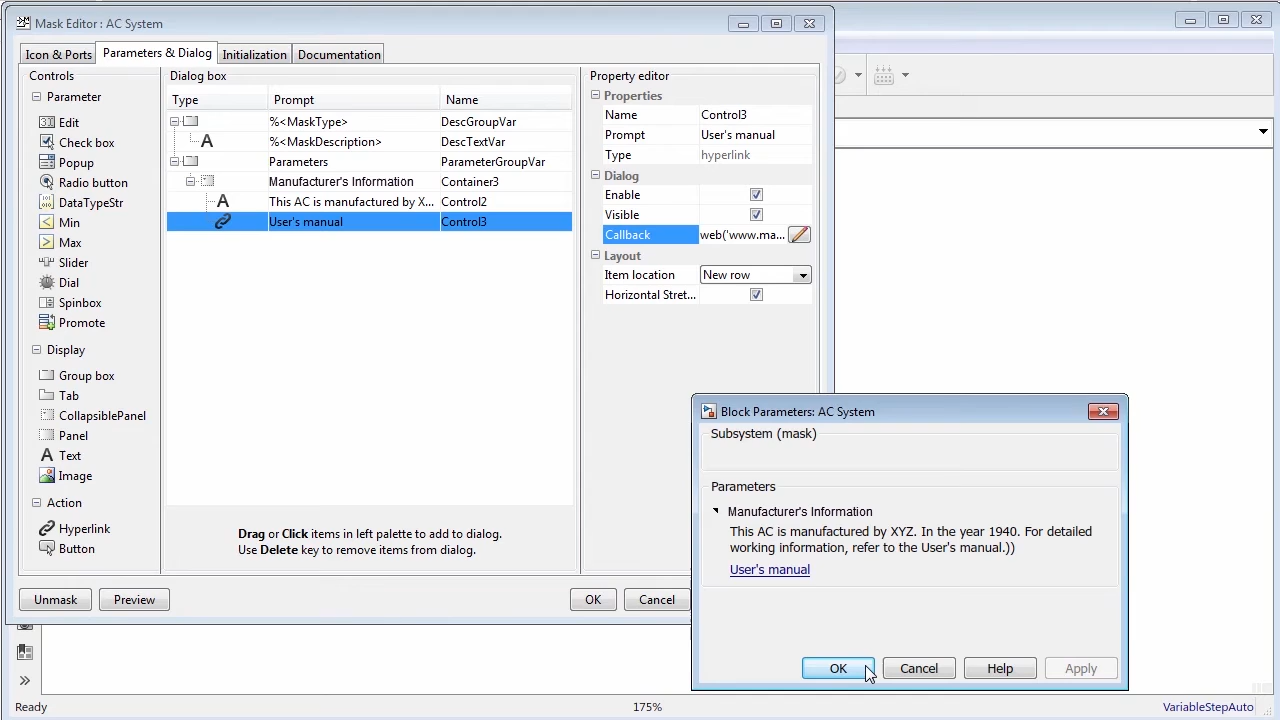 Mask Editor : AC System
Icon & Ports
Parameters & Dialog
Initialization
Documentation
Controls
Parameter
Edit
Check box
Popup
Radio button
DataTypeStr
Min
Max
Slider
Dial
Spinbox
Promote
Display
Group box
Tab
CollapsiblePanel
Panel
Text
Image
Action
Hyperlink
Button
Dialog box
Type Prompt Name
%<MaskType> DescGroupVar
A %<MaskDescription> DescTextVar
Parameters ParameterGroupVar
Manufacturer's Information Container3
A This AC is manufactured by X... Control2
User's manual Control3
Drag or Click items in left palette to add to dialog.
Use Delete key to remove items from dialog.
Property editor
Properties
Name Control3
Prompt User's manual
Type hyperlink
Dialog
Enable
Visible
Callback web('www.ma...
Layout
Item location New row
Horizontal Stret...
Unmask Preview OK Cancel
Block Parameters: AC System
Subsystem (mask)
Parameters
Manufacturer's Information
This AC is manufactured by XYZ. In the year 1940. For detailed
working information, refer to the User's manual.))
User's manual
OK Cancel Help Apply
Ready 175% VariableStepAuto